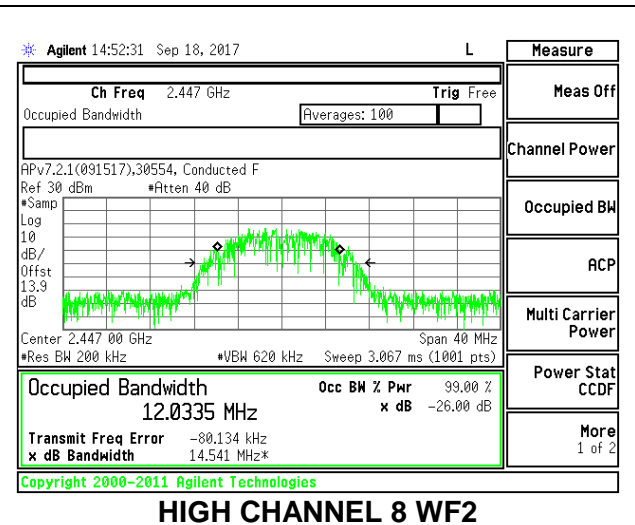 Agilent 14:52:31 Sep 18, 2017 L
Measure
Ch Freq 2.447 GHz Trig Free
Meas Off
Occupied Bandwidth Averages: 100
Channel Power
APv7.2.1(091517),30554, Conducted F
Ref 30 dBm #Atten 40 dB
#Samp
Log
10
dB/
Offst
13.9
dB
Occupied BW
ACP
Multi Carrier
Power
Center 2.447 00 GHz Span 40 MHz
#Res BW 200 kHz #VBW 620 kHz Sweep 3.067 ms (1001 pts)
Power Stat
CCDF
Occupied Bandwidth Occ BW % Pwr 99.00 %
12.0335 MHz x dB -26.00 dB
Transmit Freq Error -80.134 kHz
x dB Bandwidth 14.541 MHz*
More
1 of 2
Copyright 2000-2011 Agilent Technologies
HIGH CHANNEL 8 WF2